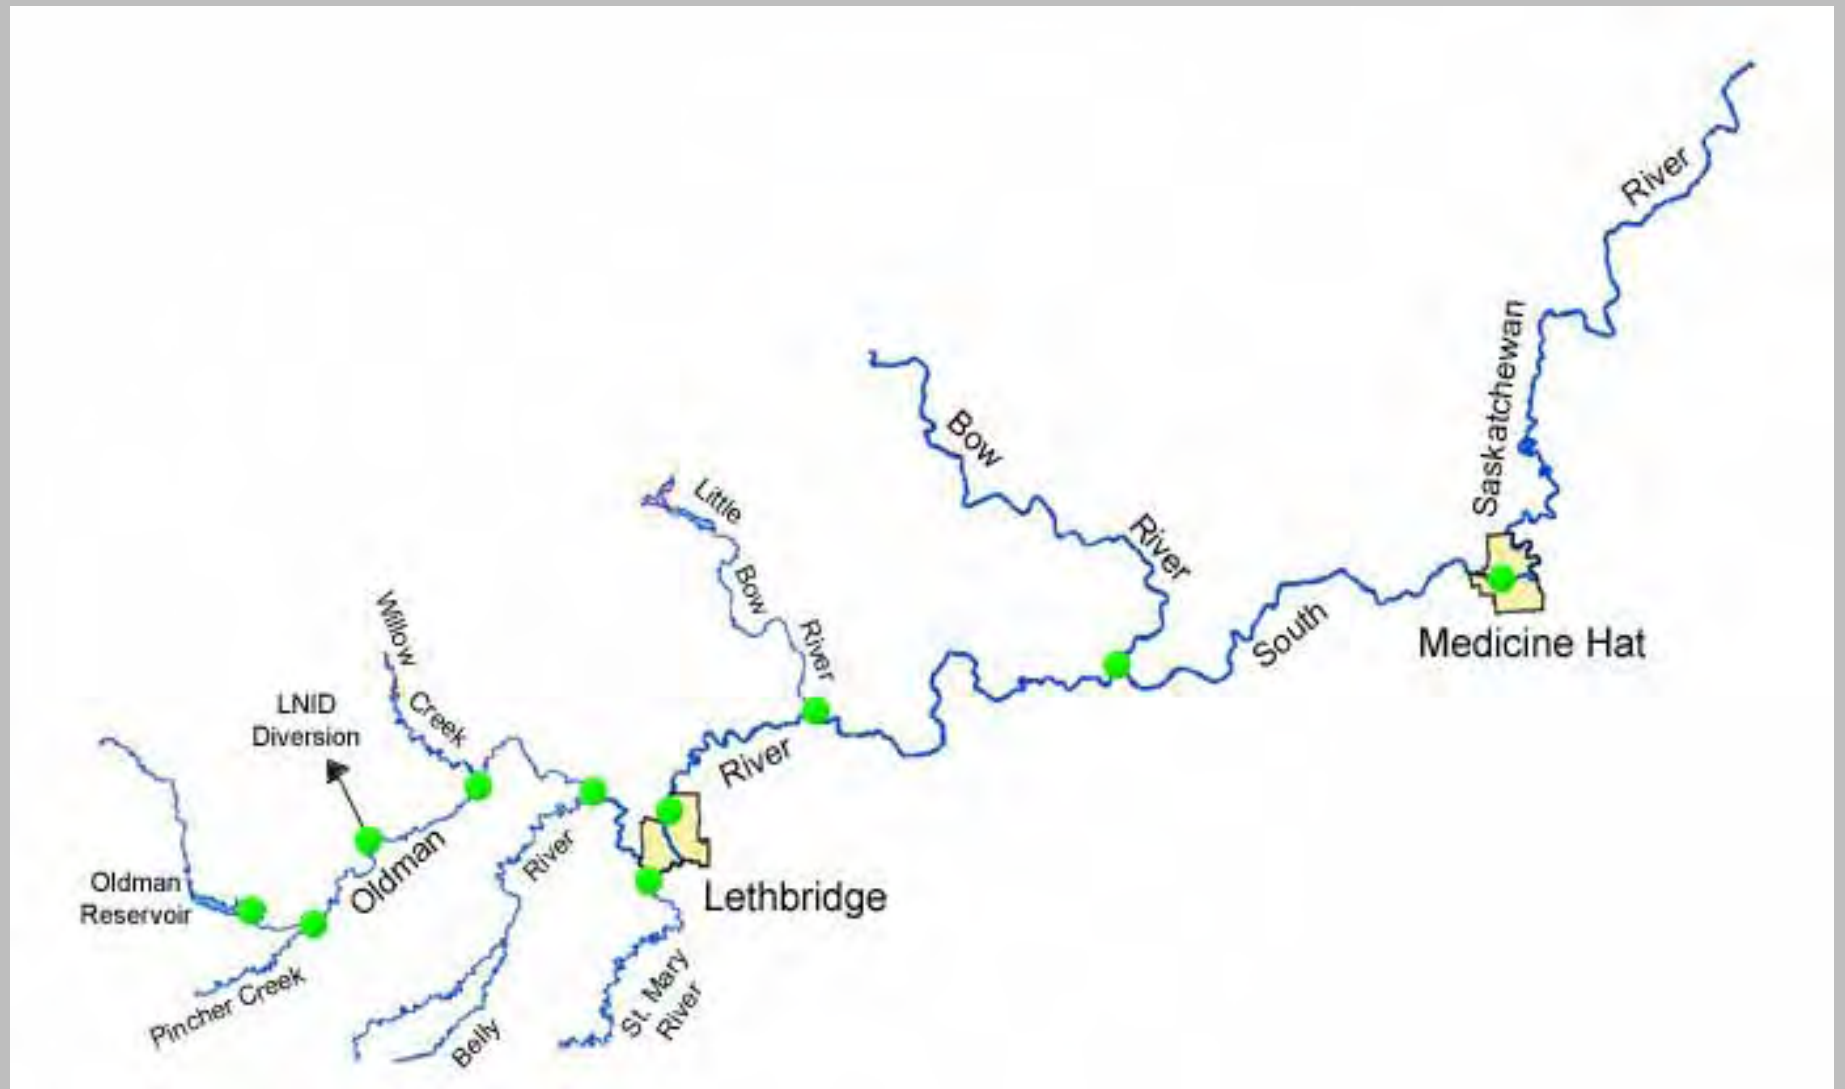 River
Saskatchewan
Bow
River
Little
Bow
River
South
Medicine Hat
Willow
Creek
LNID
Diversion
River
Oldman
Oldman
Reservoir
River
Lethbridge
Pincher Creek
Belly
St. Mary
River